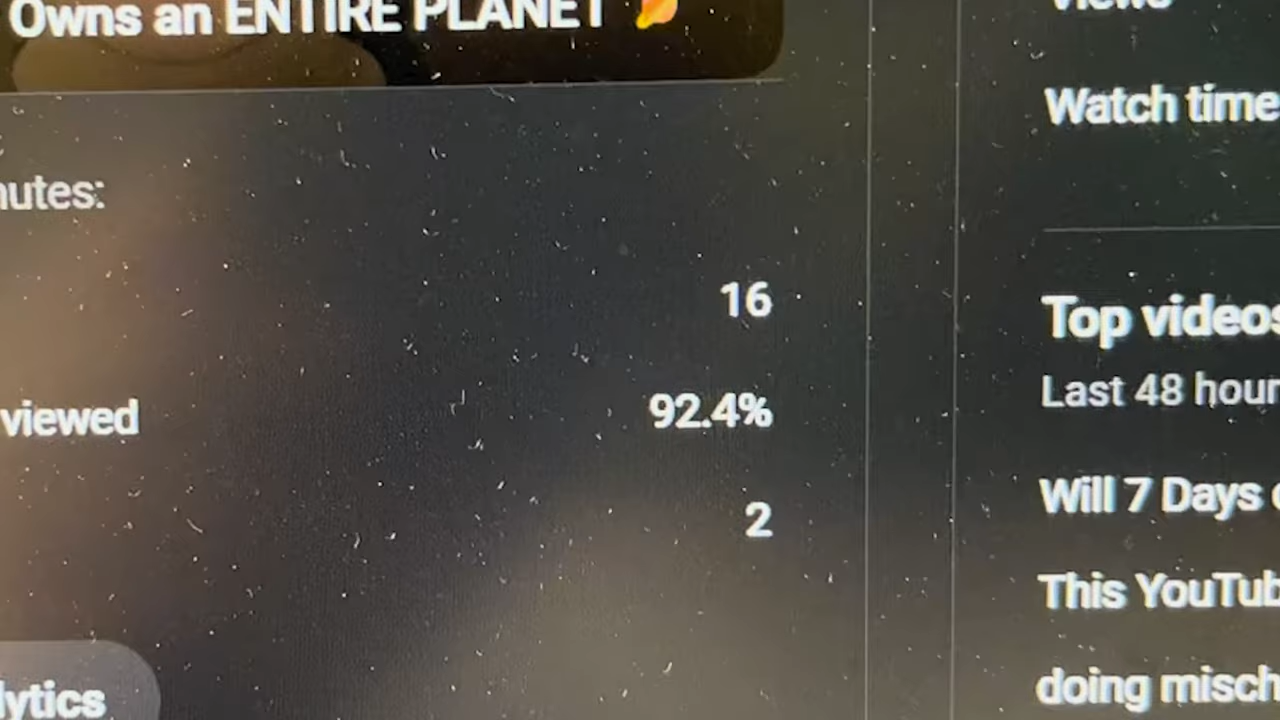 Owns an ENTIRE PLANET
nutes:
16
viewed
92.4%
2
lytics
views
Watch time
Top videos
Last 48 hour
Will 7 Days
This YouTub
doing misch